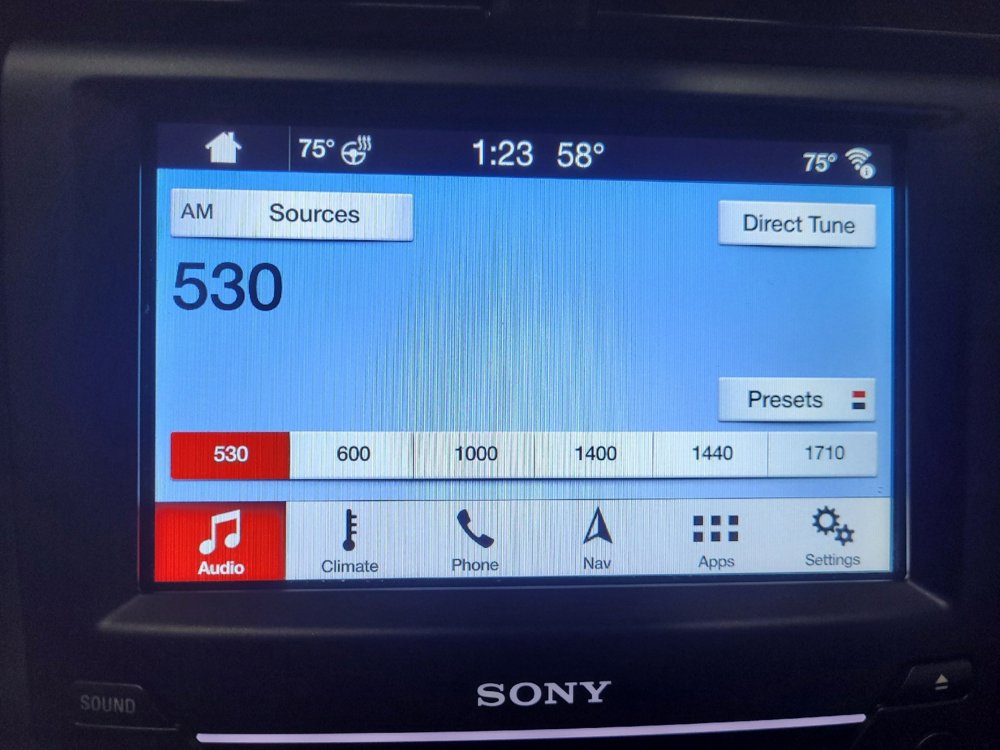 75° 1:23 58° 75°
AM Sources Direct Tune
530
Presets
530 600 1000 1400 1440 1710
Audio Climate Phone Nav Apps Settings
SONY
SOUND